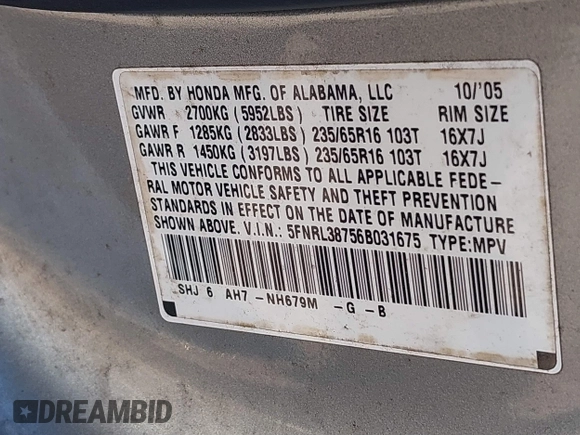 MFD. BY HONDA MFG. OF ALABAMA, LLC 10/'05
GVWR 2700KG (5952LBS) TIRE SIZE RIM SIZE
GAWR F 1285KG (2833LBS) 235/65R16 103T 16X7J
GAWR R 1450KG (3197LBS) 235/65R16 103T 16X7J
THIS VEHICLE CONFORMS TO ALL APPLICABLE FEDE-
RAL MOTOR VEHICLE SAFETY AND THEFT PREVENTION
STANDARDS IN EFFECT ON THE DATE OF MANUFACTURE
SHOWN ABOVE. V.I.N.: 5FNRL38756B031675 TYPE:MPV
SHJ 6 AH7 -NH679M -G -B
DREAMBID